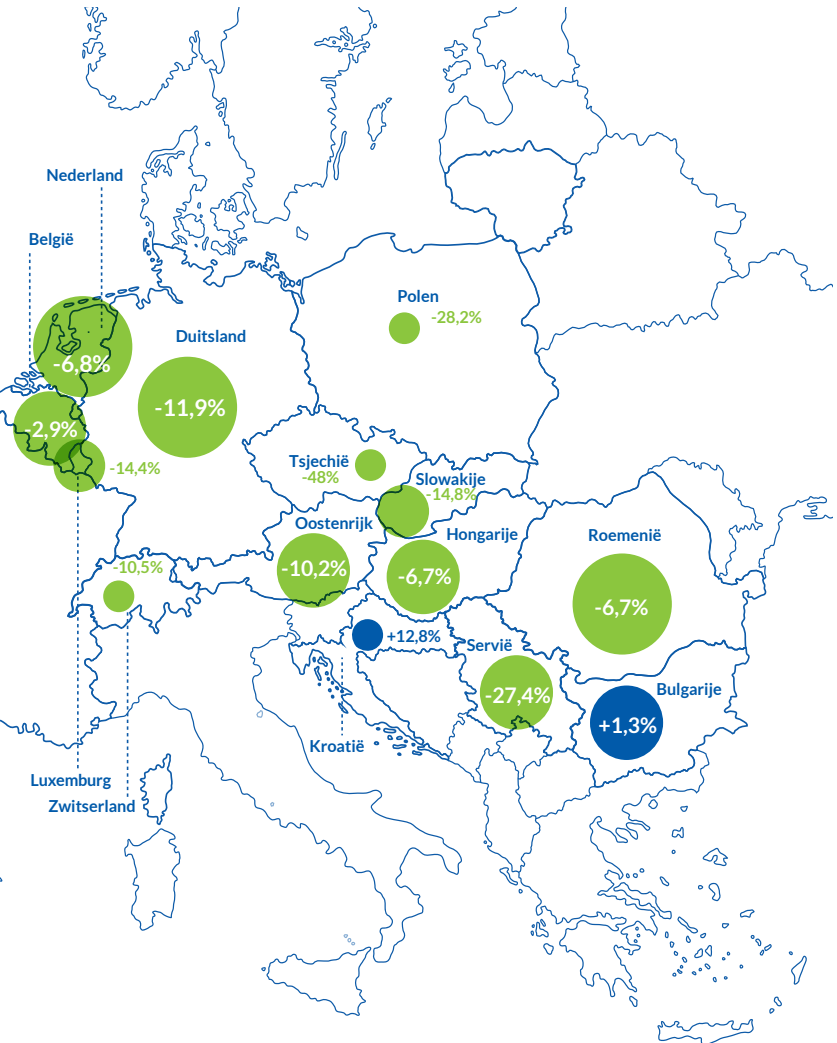 Nederland
België
-6,8%
-2,9%
-14,4%
Duitsland
-11,9%
Polen
-28,2%
Tsjechië
-48%
Slowakije
-14,8%
Oostenrijk
-10,2%
Hongarije
-6,7%
Roemenië
-6,7%
-10,5%
+12,8%
Servië
-27,4%
Bulgarije
+1,3%
Kroatië
Luxemburg
Zwitserland